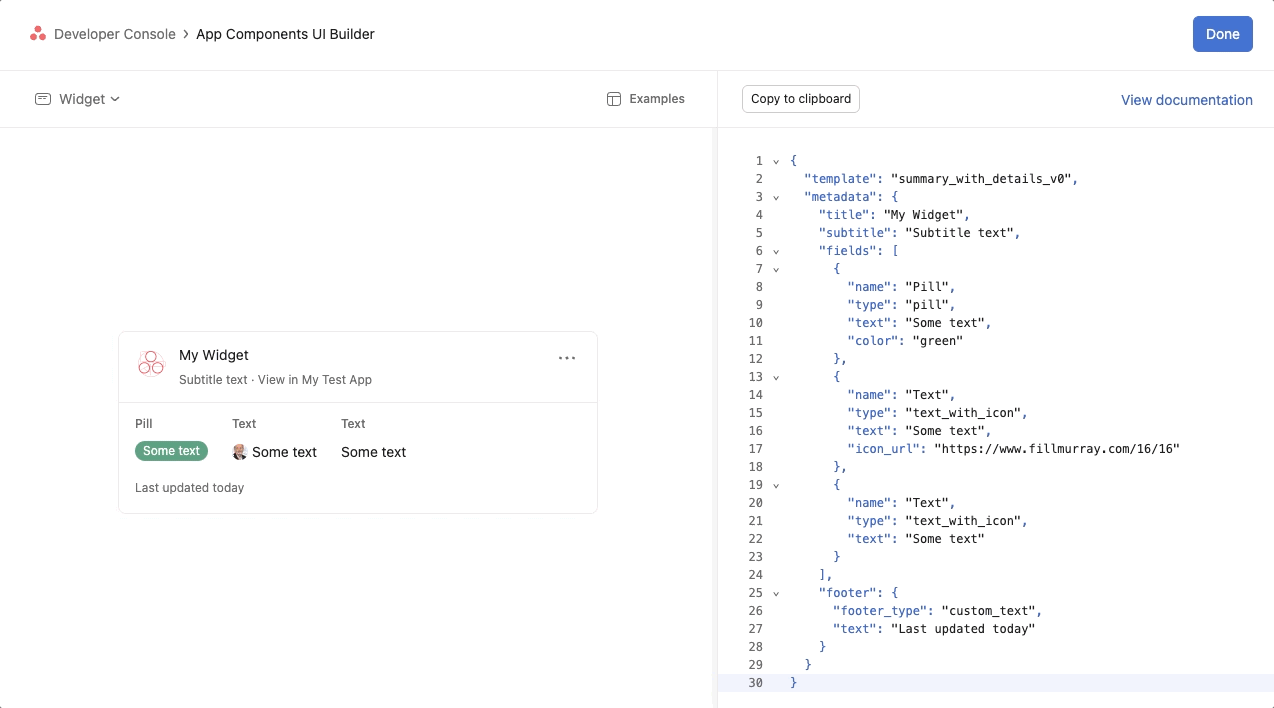 Developer Console › App Components UI Builder
Done
Widget
Examples
Copy to clipboard
View documentation
My Widget
Subtitle text · View in My Test App
Pill Text Text
Some text Some text Some text
Last updated today
1 {
2 "template": "summary_with_details_v0",
3 "metadata": {
4 "title": "My Widget",
5 "subtitle": "Subtitle text",
6 "fields": [
7 {
8 "name": "Pill",
9 "type": "pill",
10 "text": "Some text",
11 "color": "green"
12 },
13 {
14 "name": "Text",
15 "type": "text_with_icon",
16 "text": "Some text",
17 "icon_url": "https://www.fillmurray.com/16/16"
18 },
19 {
20 "name": "Text",
21 "type": "text_with_icon",
22 "text": "Some text"
23 }
24 ],
25 "footer": {
26 "footer_type": "custom_text",
27 "text": "Last updated today"
28 }
29 }
30 }